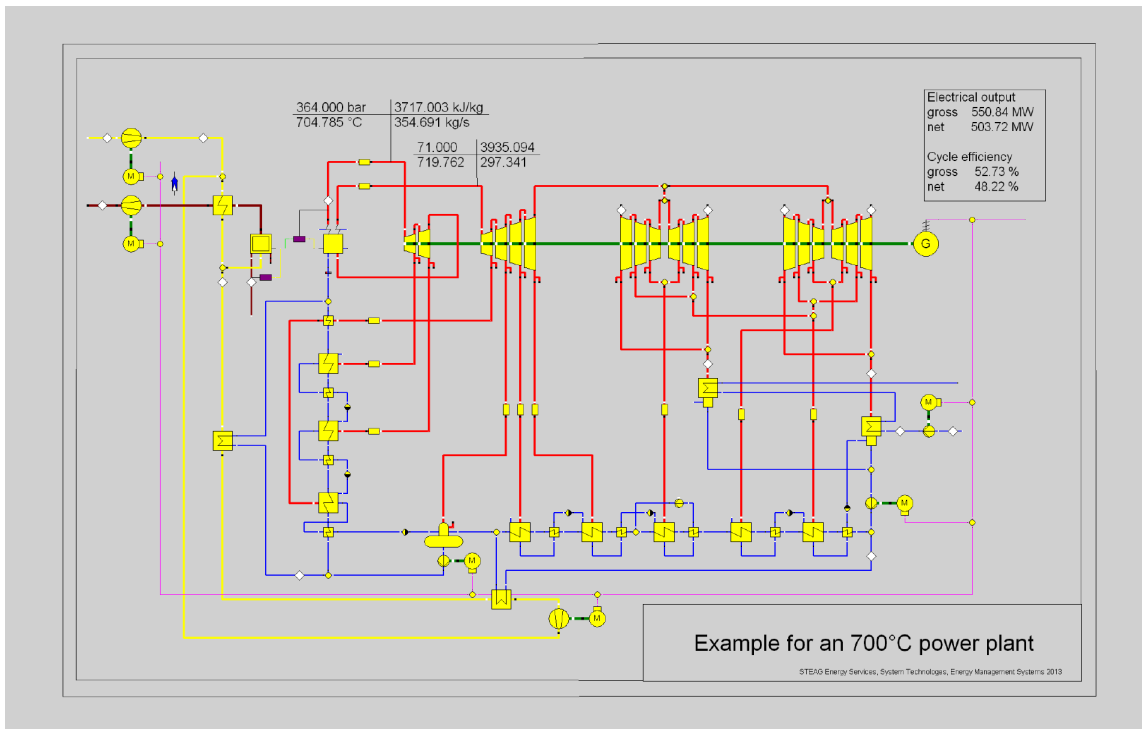 364.000 bar 3717.003 kJ/kg
704.785 °C 354.691 kg/s
71.000 3935.094
719.762 297.341
Electrical output
gross 550.84 MW
net 503.72 MW
Cycle efficiency
gross 52.73 %
net 48.22 %
M
M
G
M
M
M
M
Example for an 700°C power plant
STEAG Energy Services, System Technologes, Energy Management Systems 2013